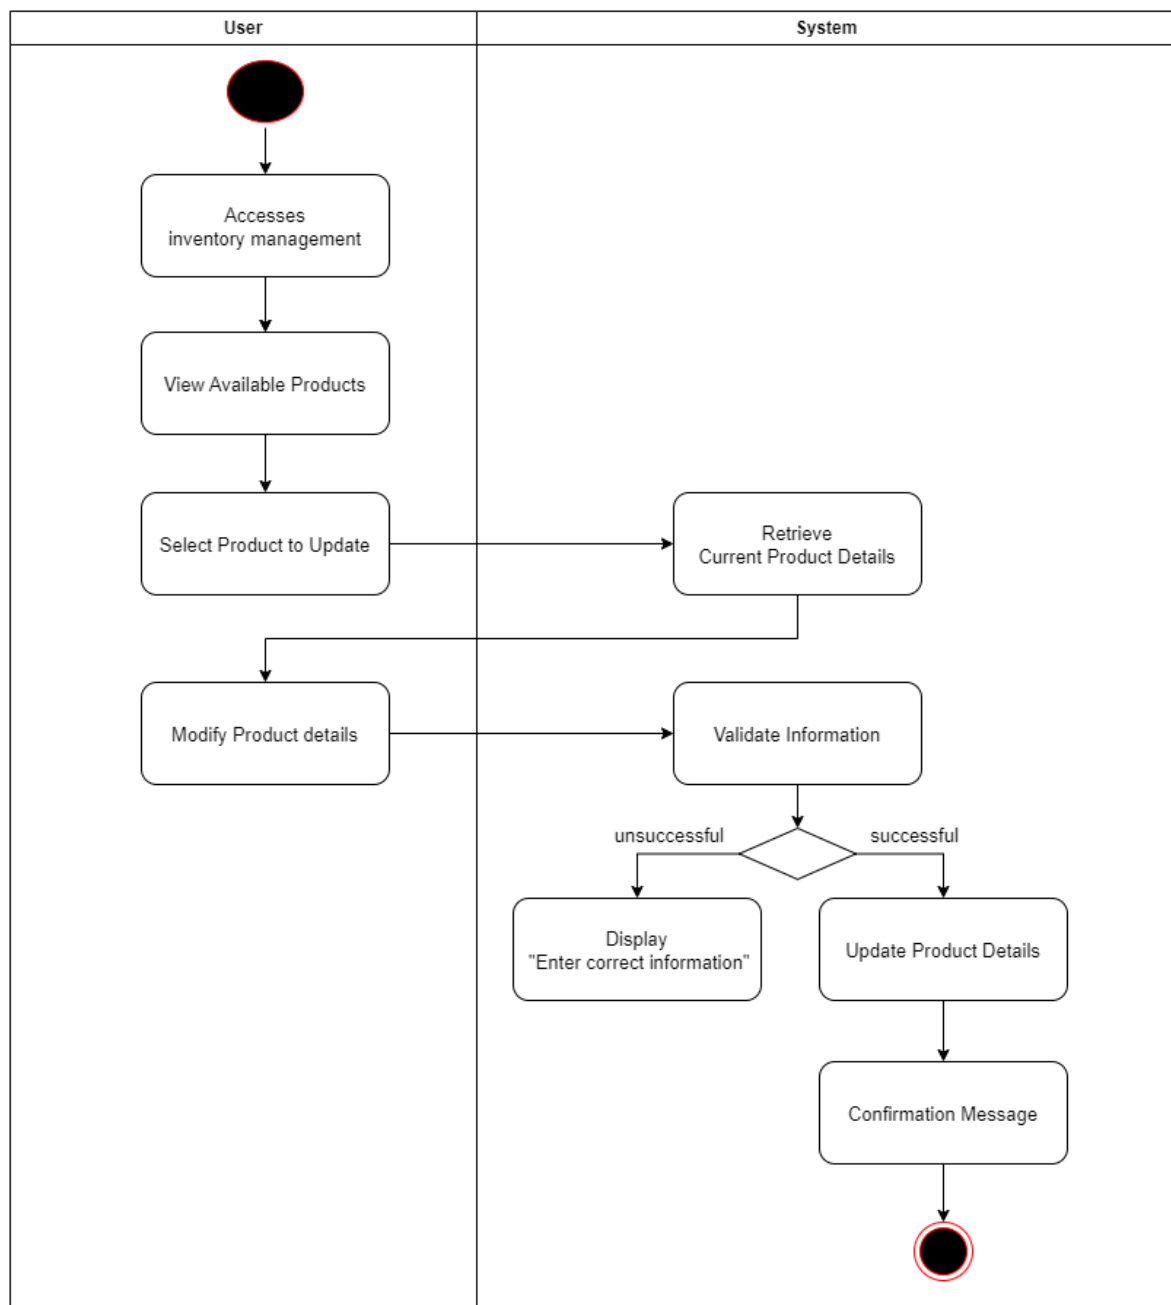 User
System
Accesses
inventory management
View Available Products
Select Product to Update
Retrieve
Current Product Details
Modify Product details
Validate Information
unsuccessful
successful
Display
"Enter correct information"
Update Product Details
Confirmation Message